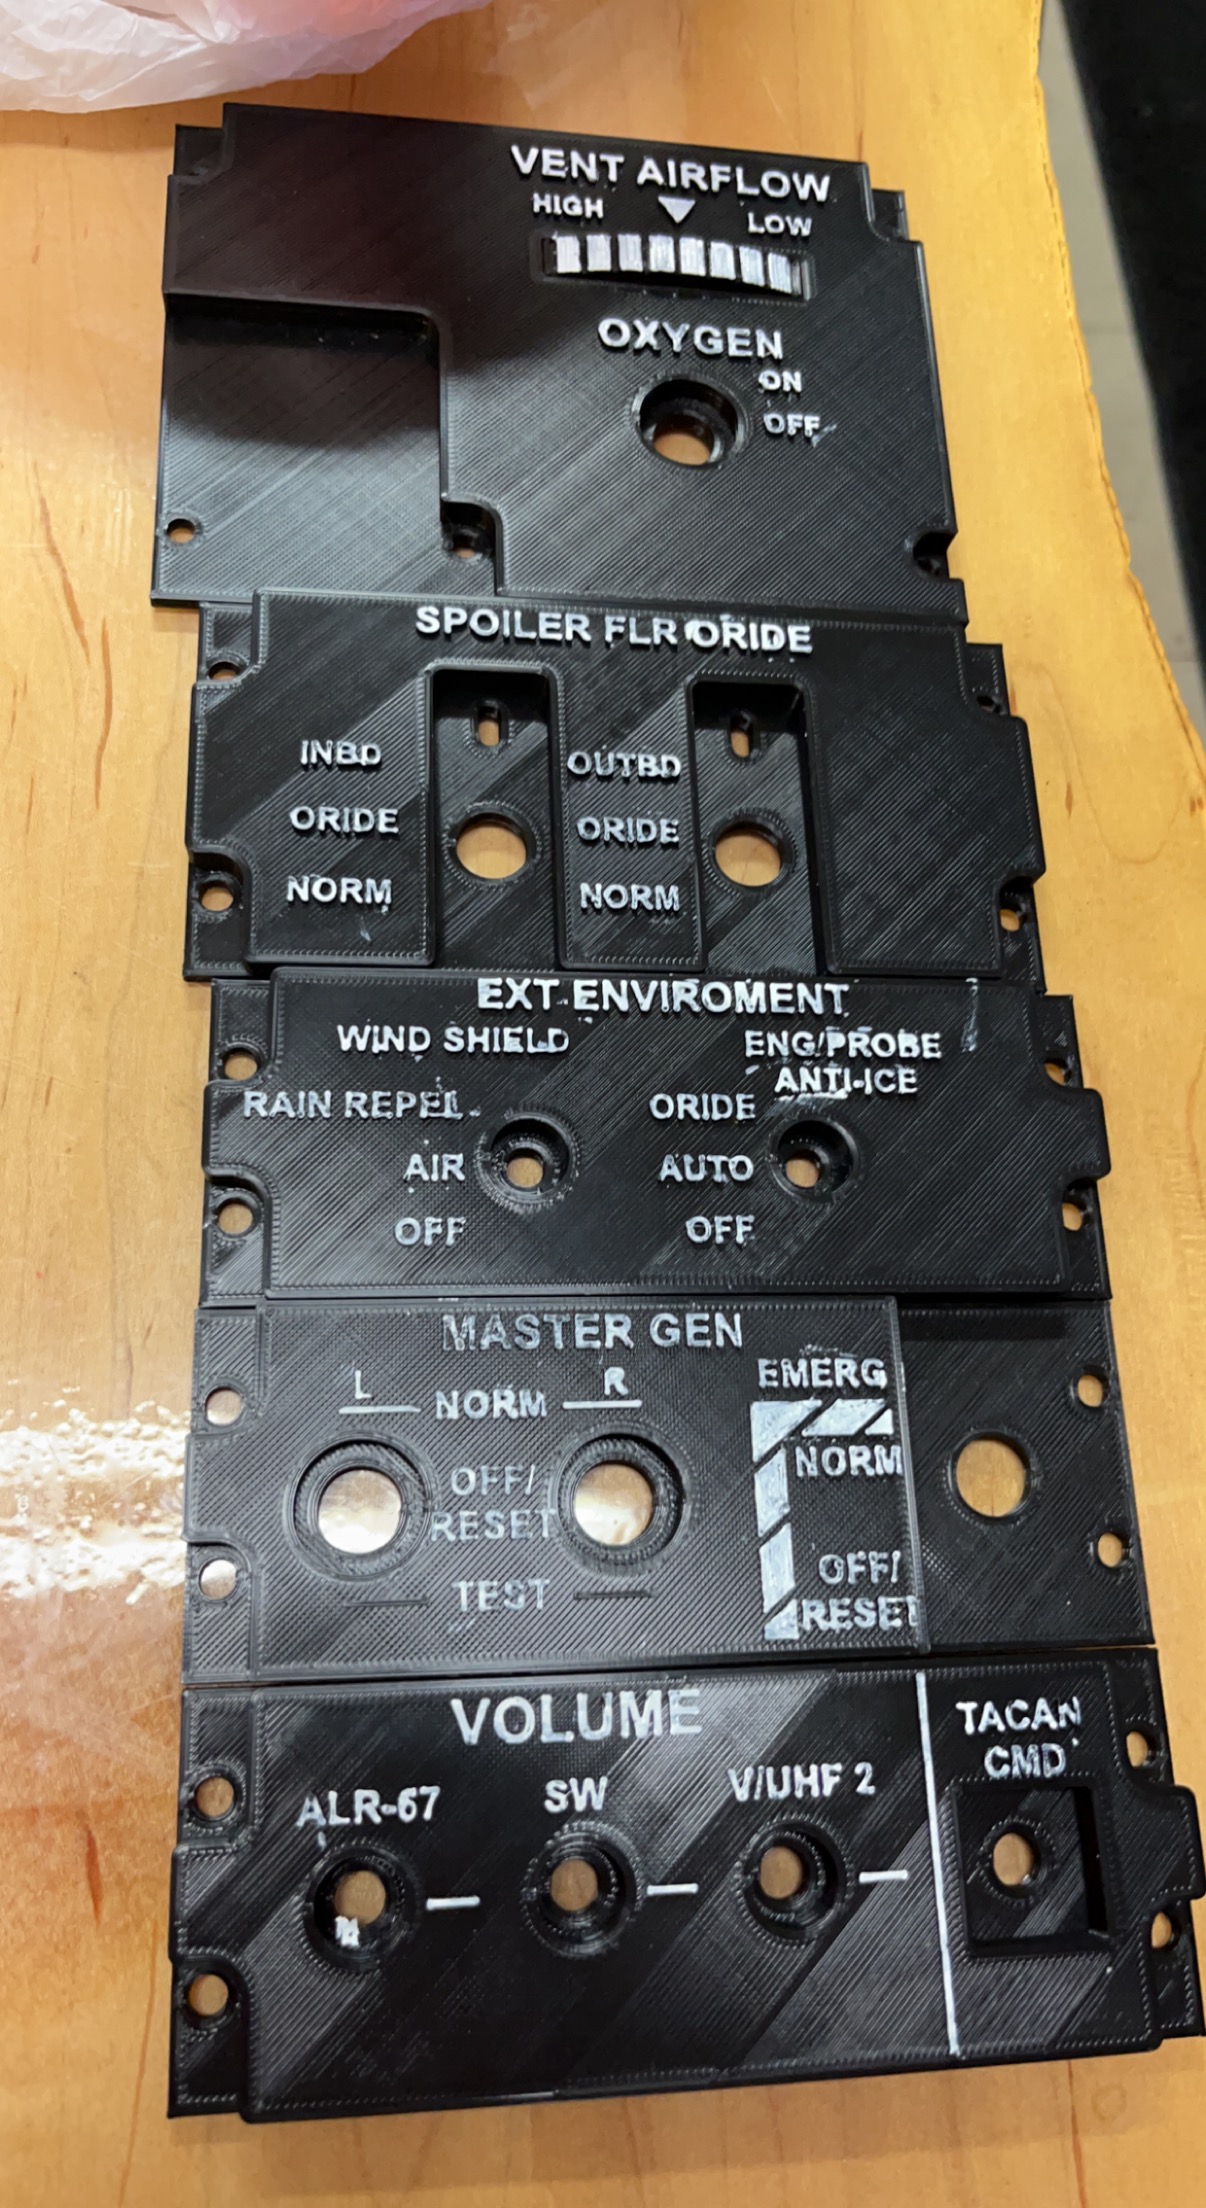 VENT AIRFLOW
HIGH LOW
OXYGEN
ON
OFF
SPOILER FLR ORIDE
INBD
ORIDE
NORM
OUTBD
ORIDE
NORM
EXT ENVIROMENT
WIND SHIELD
RAIN REPEL
AIR
OFF
ENG/PROBE
ANTI-ICE
ORIDE
AUTO
OFF
MASTER GEN
L R
NORM
OFF/
RESET
TEST
EMERG
NORM
OFF/
RESET
VOLUME
ALR-67
SW
V/UHF 2
TACAN
CMD